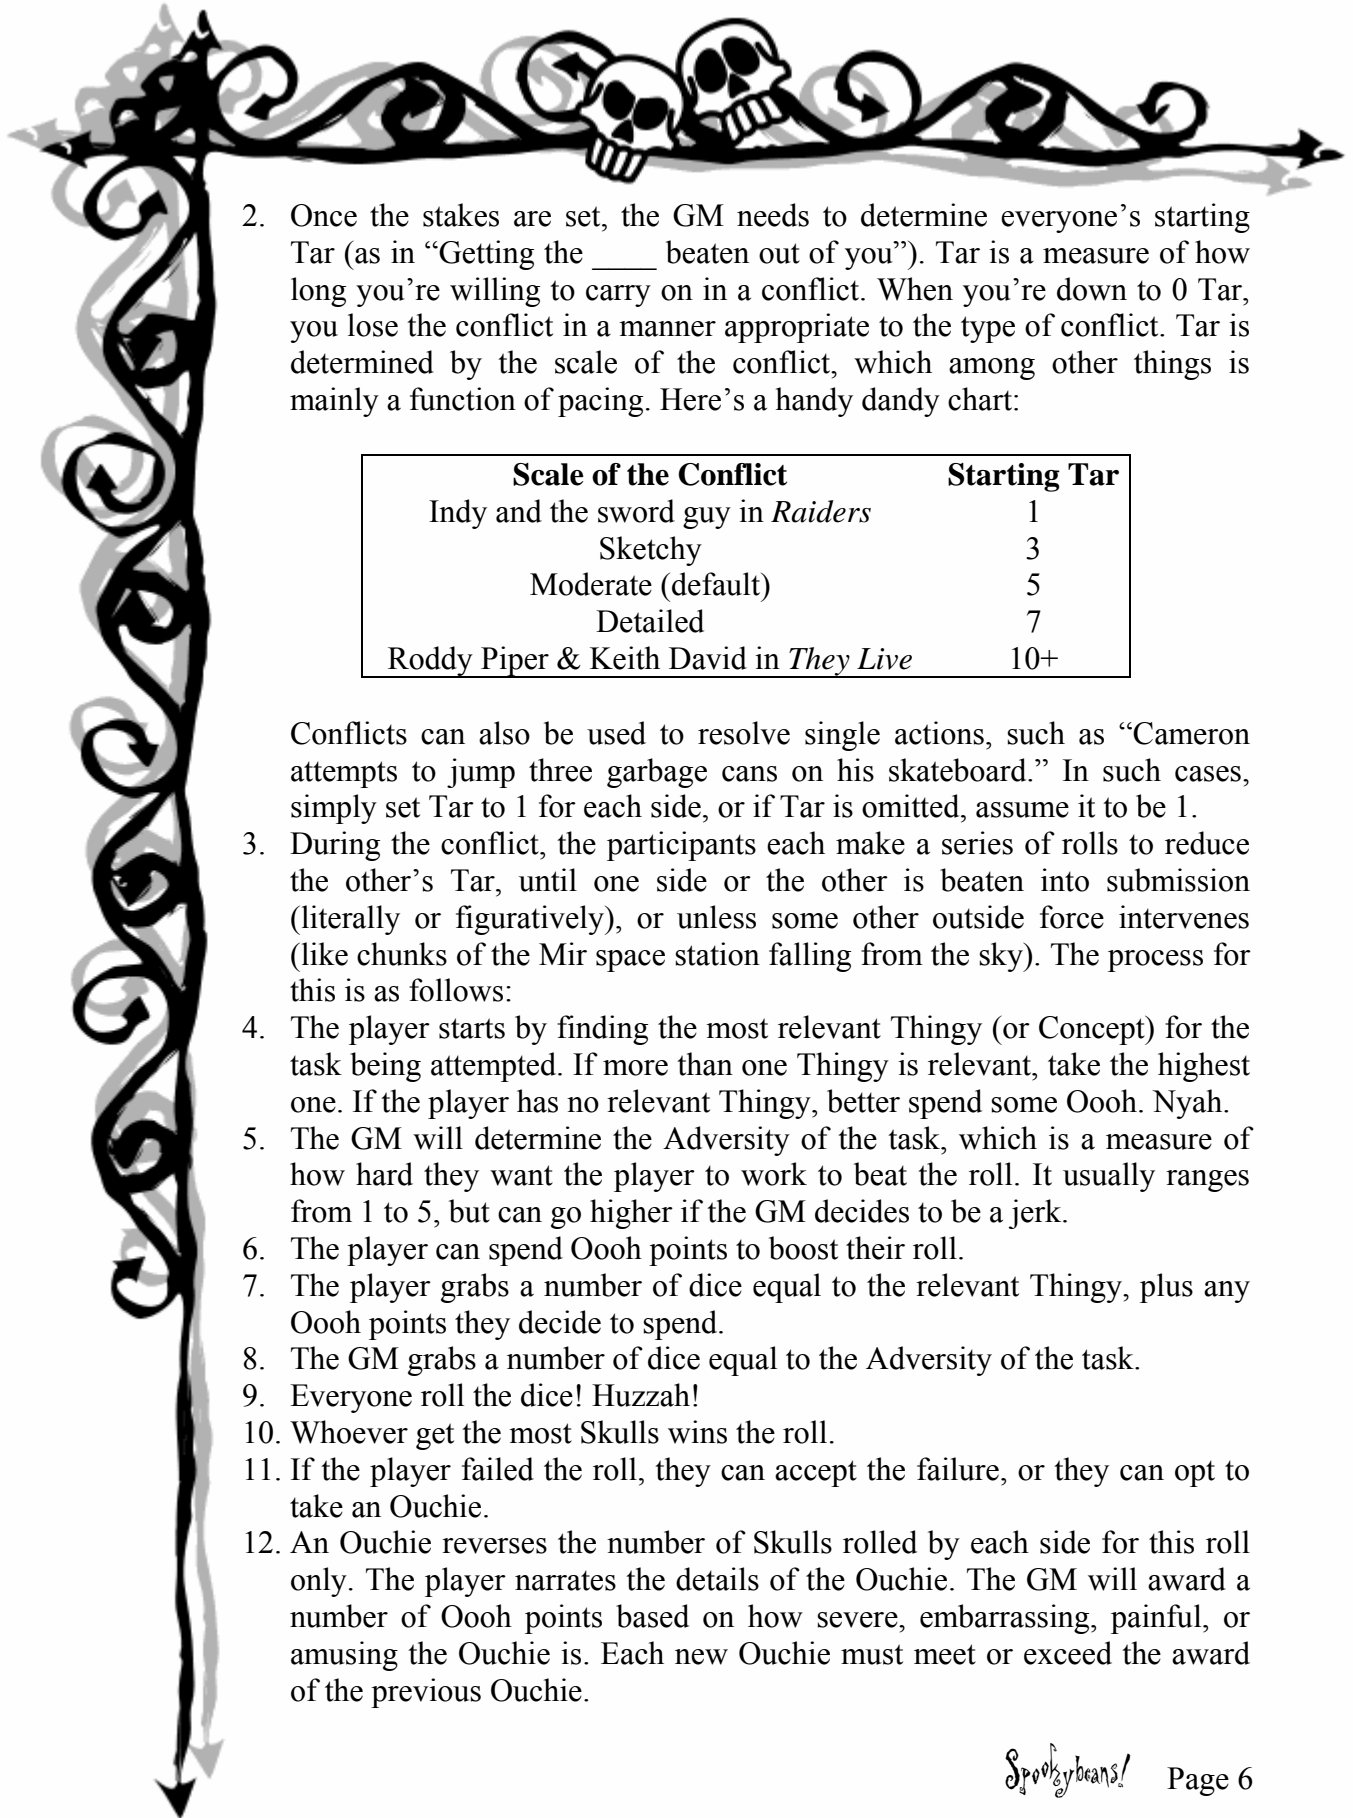 2. Once the stakes are set, the GM needs to determine everyone’s starting
Tar (as in “Getting the ____ beaten out of you”). Tar is a measure of how
long you’re willing to carry on in a conflict. When you’re down to 0 Tar,
you lose the conflict in a manner appropriate to the type of conflict. Tar is
determined by the scale of the conflict, which among other things is
mainly a function of pacing. Here’s a handy dandy chart:
Scale of the Conflict Starting Tar
Indy and the sword guy in Raiders 1
Sketchy 3
Moderate (default) 5
Detailed 7
Roddy Piper & Keith David in They Live 10+
Conflicts can also be used to resolve single actions, such as “Cameron
attempts to jump three garbage cans on his skateboard.” In such cases,
simply set Tar to 1 for each side, or if Tar is omitted, assume it to be 1.
3. During the conflict, the participants each make a series of rolls to reduce
the other’s Tar, until one side or the other is beaten into submission
(literally or figuratively), or unless some other outside force intervenes
(like chunks of the Mir space station falling from the sky). The process for
this is as follows:
4. The player starts by finding the most relevant Thingy (or Concept) for the
task being attempted. If more than one Thingy is relevant, take the highest
one. If the player has no relevant Thingy, better spend some Oooh. Nyah.
5. The GM will determine the Adversity of the task, which is a measure of
how hard they want the player to work to beat the roll. It usually ranges
from 1 to 5, but can go higher if the GM decides to be a jerk.
6. The player can spend Oooh points to boost their roll.
7. The player grabs a number of dice equal to the relevant Thingy, plus any
Oooh points they decide to spend.
8. The GM grabs a number of dice equal to the Adversity of the task.
9. Everyone roll the dice! Huzzah!
10. Whoever get the most Skulls wins the roll.
11. If the player failed the roll, they can accept the failure, or they can opt to
take an Ouchie.
12. An Ouchie reverses the number of Skulls rolled by each side for this roll
only. The player narrates the details of the Ouchie. The GM will award a
number of Oooh points based on how severe, embarrassing, painful, or
amusing the Ouchie is. Each new Ouchie must meet or exceed the award
of the previous Ouchie.
Spookybeans! Page 6